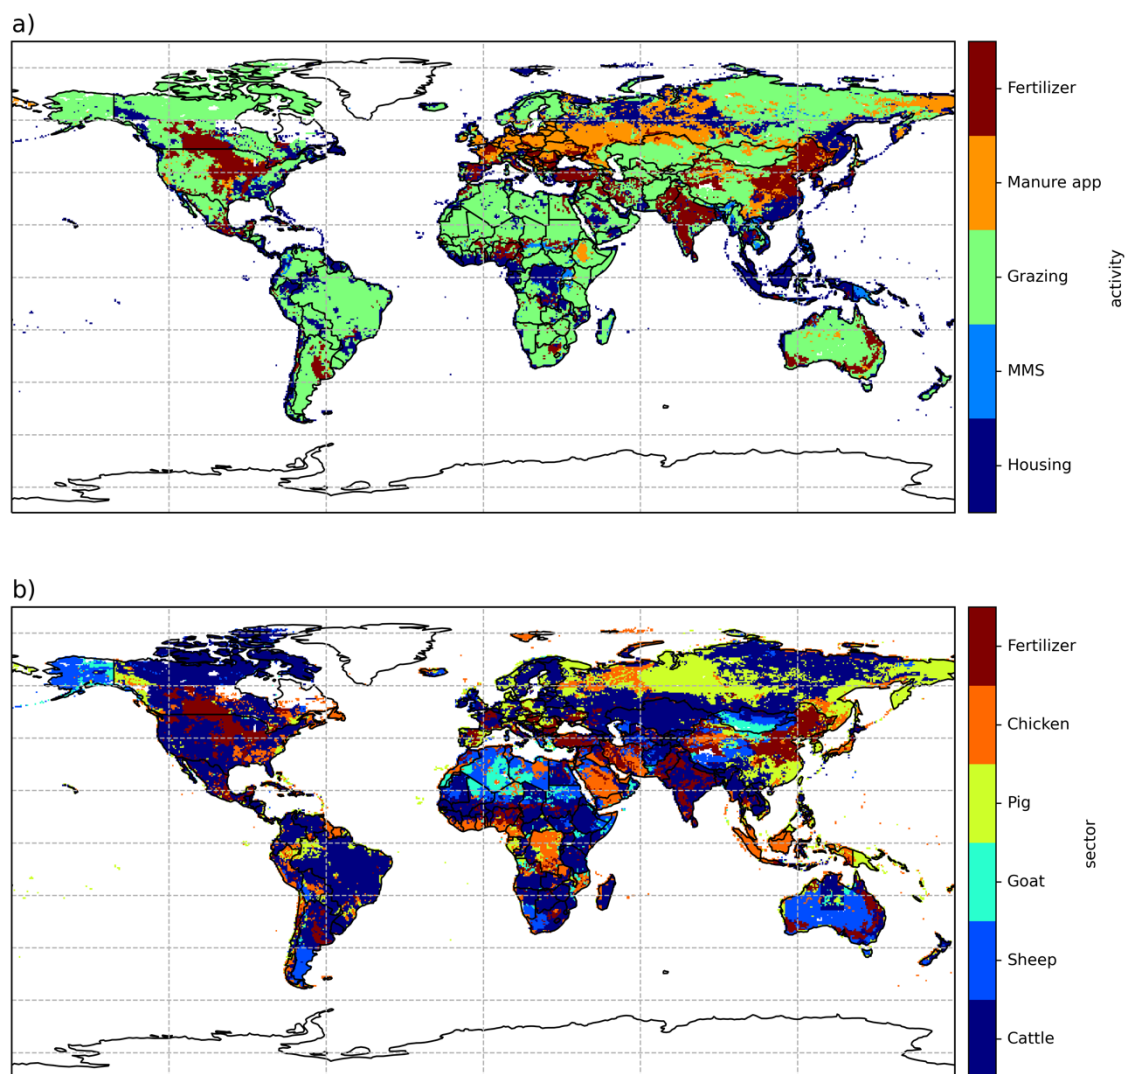 a)
Fertilizer
Manure app
Grazing
MMS
Housing
activity
b)
Fertilizer
Chicken
Pig
Goat
Sheep
Cattle
sector